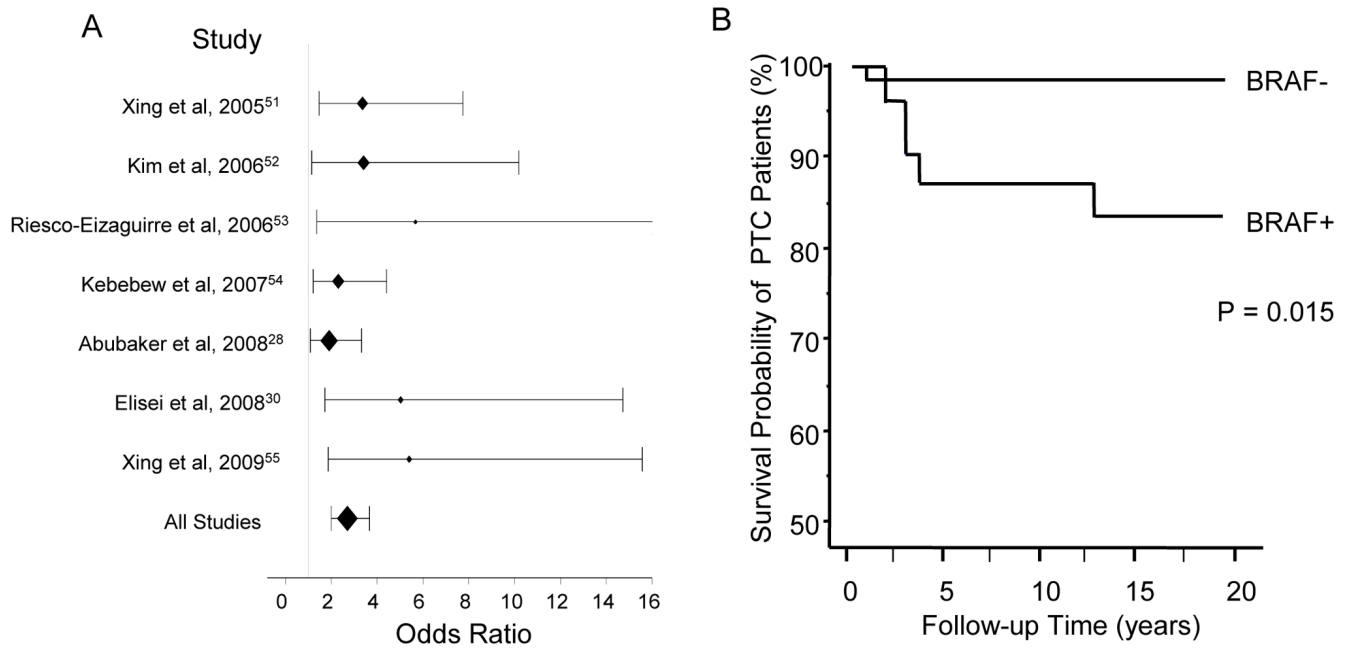 A
Study
Xing et al, 2005⁵¹
Kim et al, 2006⁵²
Riesco-Eizaguirre et al, 2006⁵³
Kebebew et al, 2007⁵⁴
Abubaker et al, 2008²⁸
Elisei et al, 2008³⁰
Xing et al, 2009⁵⁵
All Studies
0 2 4 6 8 10 12 14 16
Odds Ratio
B
Survival Probability of PTC Patients (%)
100
90
80
70
60
50
BRAF-
BRAF+
P = 0.015
0 5 10 15 20
Follow-up Time (years)